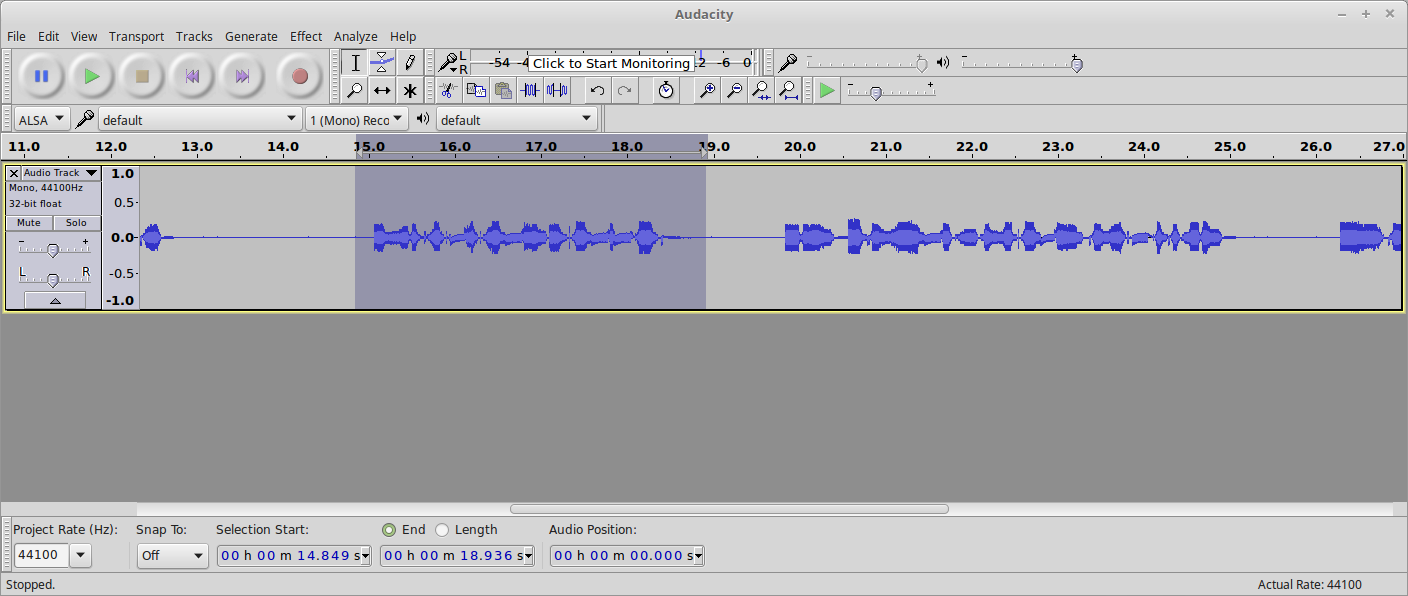 Audacity
File Edit View Transport Tracks Generate Effect Analyze Help
L
R
-54 -4 Click to Start Monitoring 12 -6 0
- + - +
- +
ALSA default 1 (Mono) Reco default
11.0 12.0 13.0 14.0 15.0 16.0 17.0 18.0 19.0 20.0 21.0 22.0 23.0 24.0 25.0 26.0 27.0
X Audio Track
Mono, 44100Hz
32-bit float
Mute Solo
- +
L R
1.0
0.5-
0.0-
-0.5-
-1.0
Project Rate (Hz): Snap To: Selection Start: End Length Audio Position:
44100 Off 00 h 00 m 14.849 s 00 h 00 m 18.936 s 00 h 00 m 00.000 s
Stopped. Actual Rate: 44100